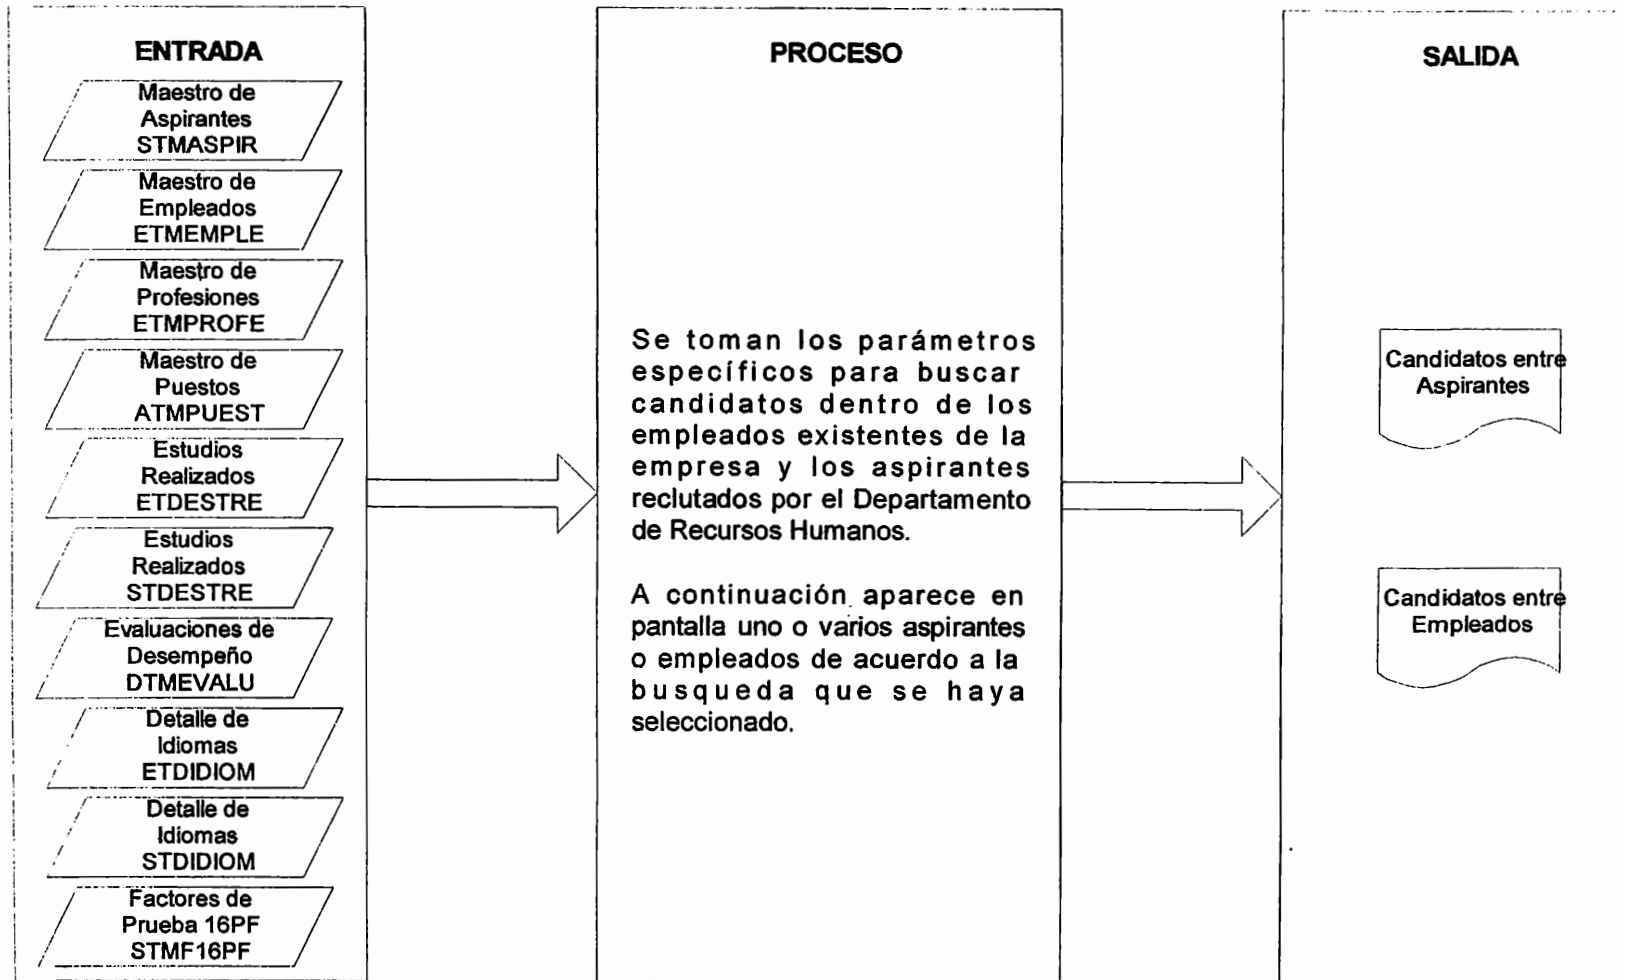 ENTRADA
Maestro de
Aspirantes
STMASPIR
Maestro de
Empleados
ETMEMPLE
Maestro de
Profesiones
ETMPROFE
Maestro de
Puestos
ATMPUEST
Estudios
Realizados
ETDESTRE
Estudios
Realizados
STDESTRE
Evaluaciones de
Desempeño
DTMEVALU
Detalle de
Idiomas
ETDIDIOM
Detalle de
Idiomas
STDIDIOM
Factores de
Prueba 16PF
STMF16PF
PROCESO
Se toman los parámetros
específicos para buscar
candidatos dentro de los
empleados existentes de la
empresa y los aspirantes
reclutados por el Departamento
de Recursos Humanos.
A continuación aparece en
pantalla uno o varios aspirantes
o empleados de acuerdo a la
busqueda que se haya
seleccionado.
SALIDA
Candidatos entre
Aspirantes
Candidatos entre
Empleados